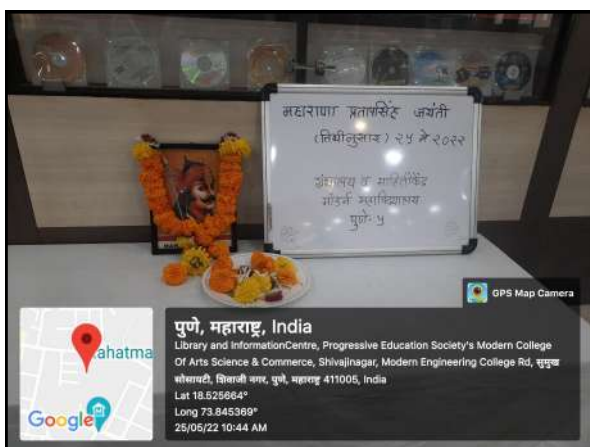 महाराणा प्रतापसिंह जयंती
(तिथीनुसार) २५ मे २०२२
ग्रंथालय व माहितीकेंद्र
मॉडर्न महाविद्यालय
पुणे-५
GPS Map Camera
पुणे, महाराष्ट्र, India
Library and InformationCentre, Progressive Education Society's Modern College
Of Arts Science & Commerce, Shivajinagar, Modern Engineering College Rd, सुमुख
सोसायटी, शिवाजी नगर, पुणे, महाराष्ट्र 411005, India
Lat 18.525664°
Long 73.845369°
25/05/22 10:44 AM
ahatma
Google